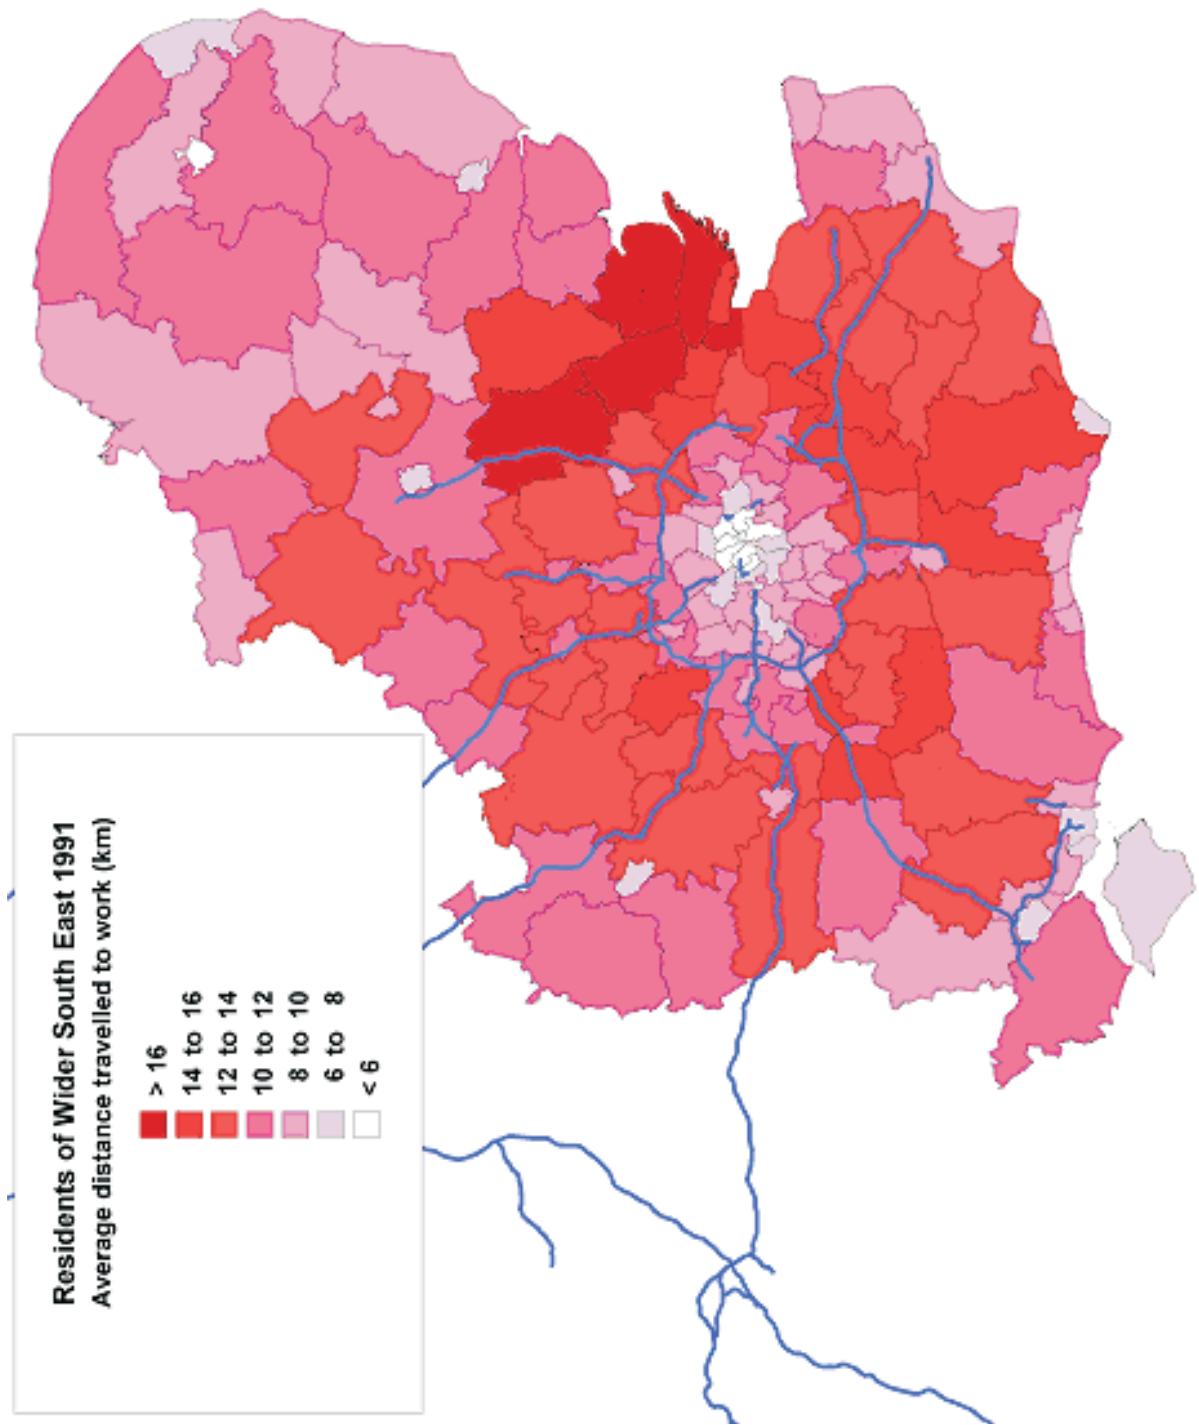 Residents of Wider South East 1991
Average distance travelled to work (km)
> 16
14 to 16
12 to 14
10 to 12
8 to 10
6 to 8
< 6